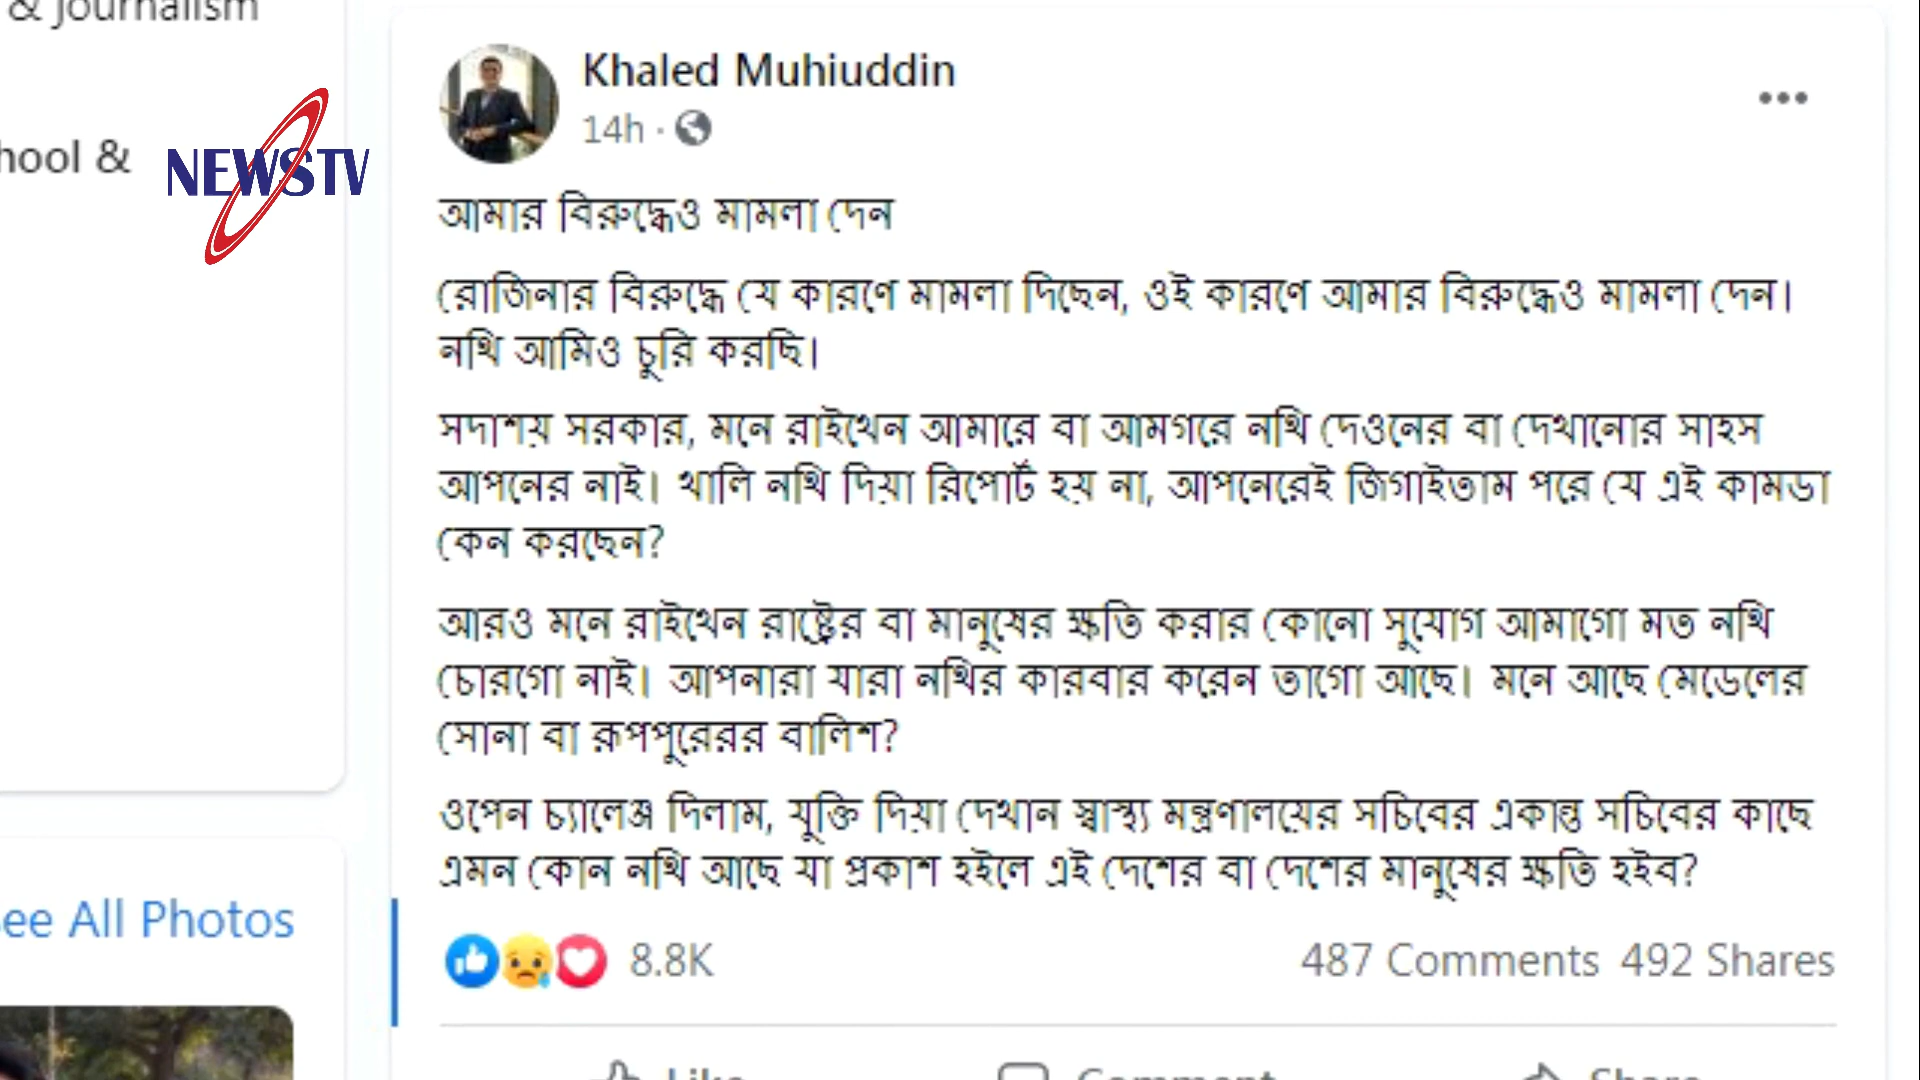 & Journalism
hool &
NEWSTV
Khaled Muhiuddin
14h ·
আমার বিরুদ্ধেও মামলা দেন
রোজিনার বিরুদ্ধে যে কারণে মামলা দিছেন, ওই কারণে আমার বিরুদ্ধেও মামলা দেন।
নথি আমিও চুরি করছি।
সদাশয় সরকার, মনে রাইখেন আমারে বা আমগরে নথি দেওনের বা দেখানোর সাহস
আপনের নাই। খালি নথি দিয়া রিপোর্ট হয় না, আপনেরেই জিগাইতাম পরে যে এই কামডা
কেন করছেন?
আরও মনে রাইখেন রাষ্ট্রের বা মানুষের ক্ষতি করার কোনো সুযোগ আমাগো মত নথি
চোরগো নাই। আপনারা যারা নথির কারবার করেন তাগো আছে। মনে আছে মেডেলের
সোনা বা রূপপুরেরর বালিশ?
ওপেন চ্যালেঞ্জ দিলাম, যুক্তি দিয়া দেখান স্বাস্থ্য মন্ত্রণালয়ের সচিবের একান্ত সচিবের কাছে
এমন কোন নথি আছে যা প্রকাশ হইলে এই দেশের বা দেশের মানুষের ক্ষতি হইব?
ee All Photos
8.8K
487 Comments 492 Shares
Like Comment Share